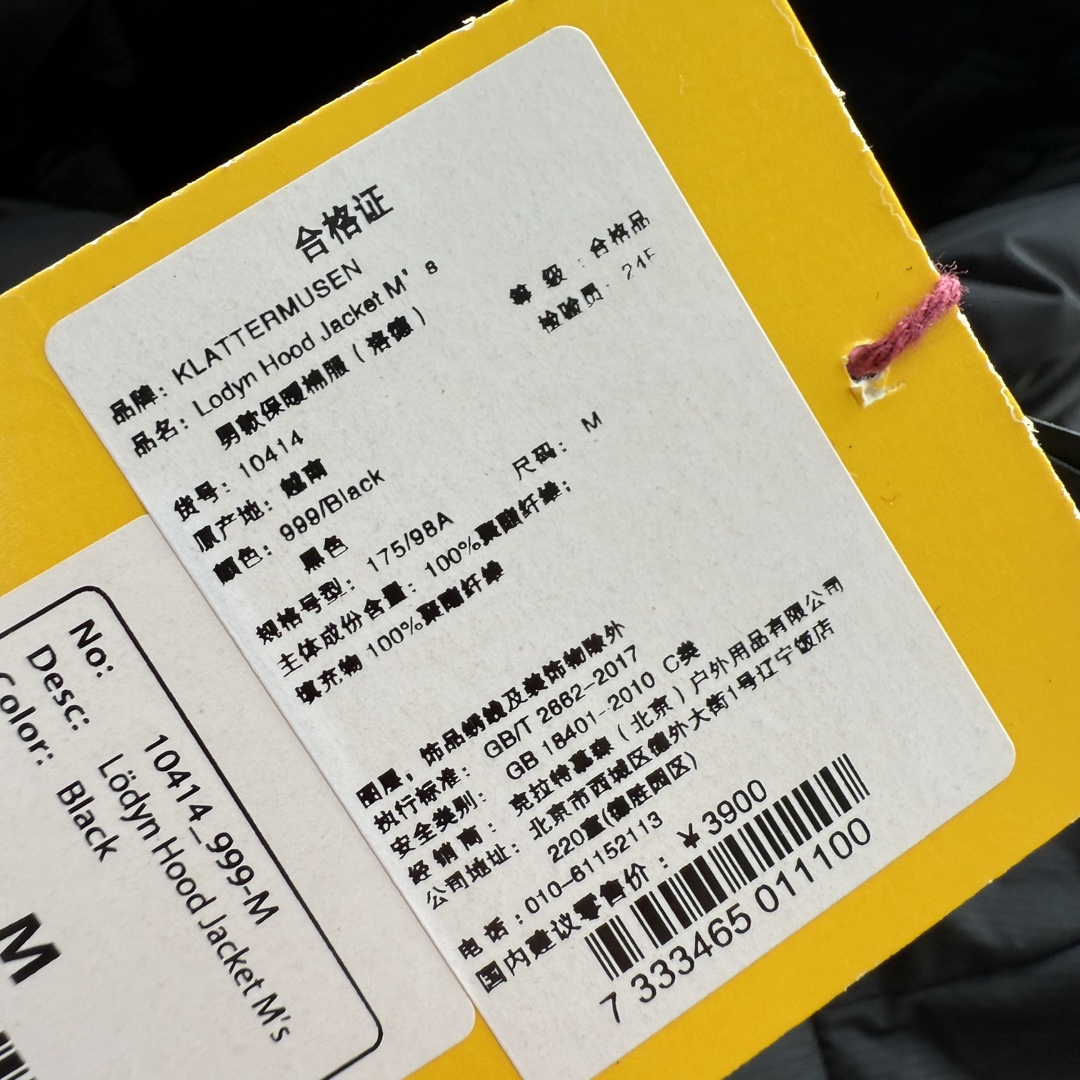 合格证
品牌：KLATTERMUSEN
品名：Lodyn Hood Jacket M's
男款保暖棉服（洛德）
等 级：合格品
检验员：24F
货号：10414
原产地：越南
颜色：999/Black
黑色
尺码：M
规格号型：175/98A
主体成份含量：100%聚酯纤维;
填充物 100%聚酯纤维
图层，饰品绣线及装饰物除外
执行标准：GB/T 2662-2017
安全类别：GB 18401-2010 C类
经 销 商：克拉特慕森（北京）户外用品有限公司
公司地址：北京市西城区德外大街1号辽宁饭店
220室(德胜园区)
电 话：010-61152113
国内建议零售价：￥3900
7 333465 011100
No: 10414_999-M
Desc: Lödyn Hood Jacket M's
Color: Black
M